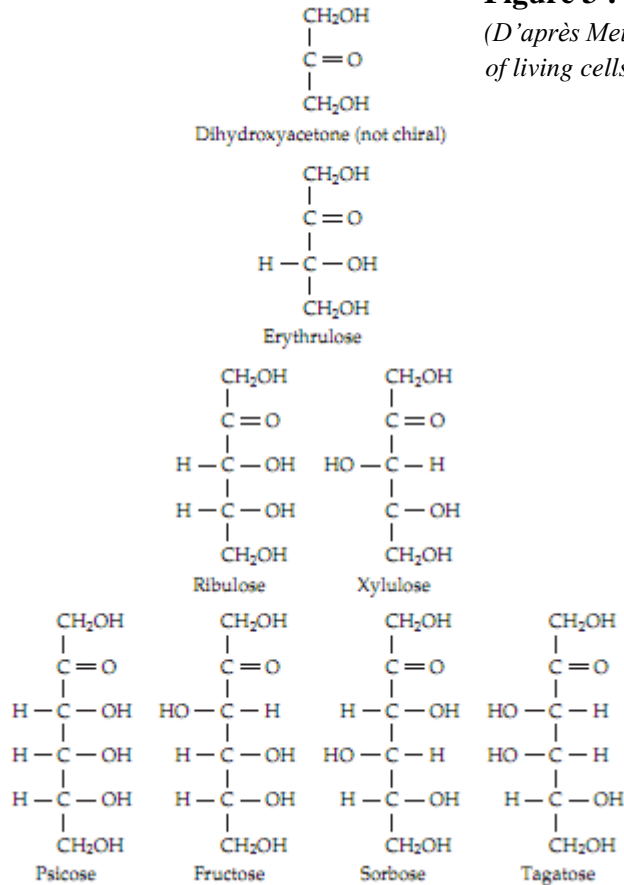 Figure 3 :
(D'après Met
of living cells
CH₂OH
C=O
CH₂OH
Dihydroxyacetone (not chiral)
CH₂OH
C=O
H — C — OH
CH₂OH
Erythrulose
CH₂OH CH₂OH
C=O C=O
H — C — OH HO — C — H
H — C — OH C — OH
CH₂OH CH₂OH
Ribulose Xylulose
CH₂OH CH₂OH CH₂OH CH₂OH
C=O C=O C=O C=O
H — C — OH HO — C — H H — C — OH HO — C — H
H — C — OH H — C — OH HO — C — H HO — C — H
H — C — OH H — C — OH H — C — OH H — C — OH
CH₂OH CH₂OH CH₂OH CH₂OH
Psicose Fructose Sorbose Tagatose